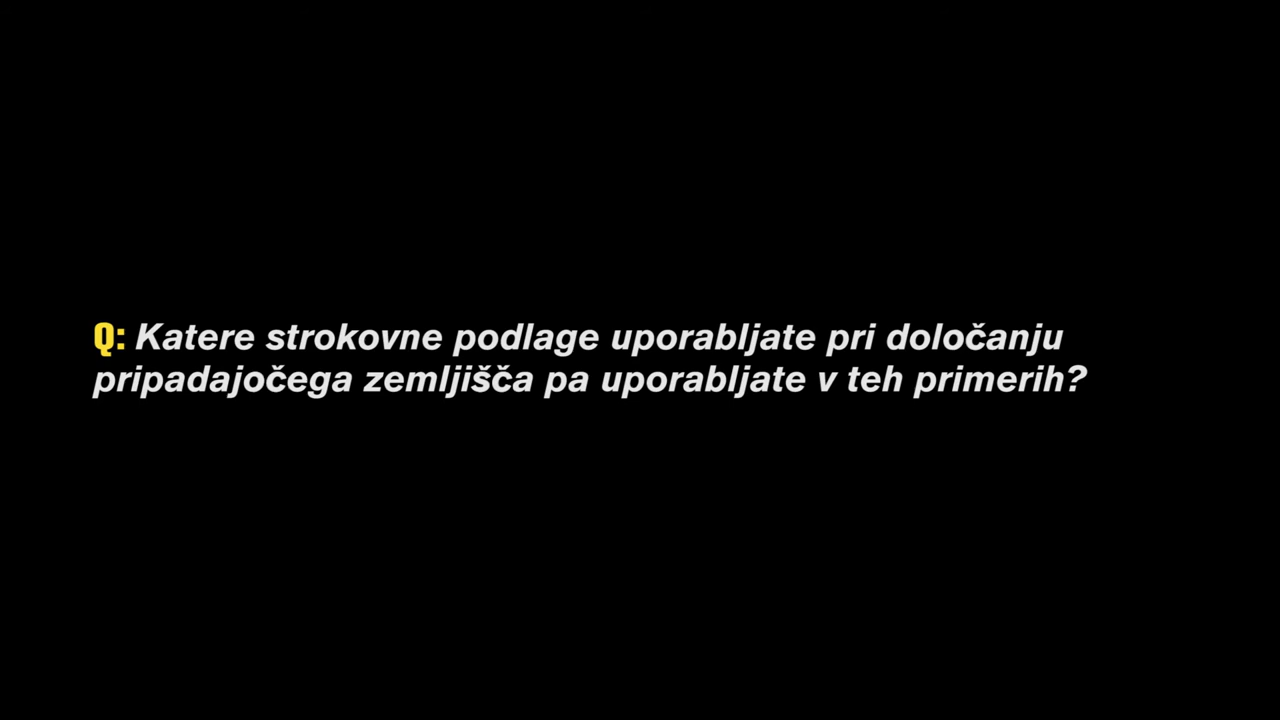 Q: Katere strokovne podlage uporabljate pri določanju
pripadajočega zemljišča pa uporabljate v teh primerih?